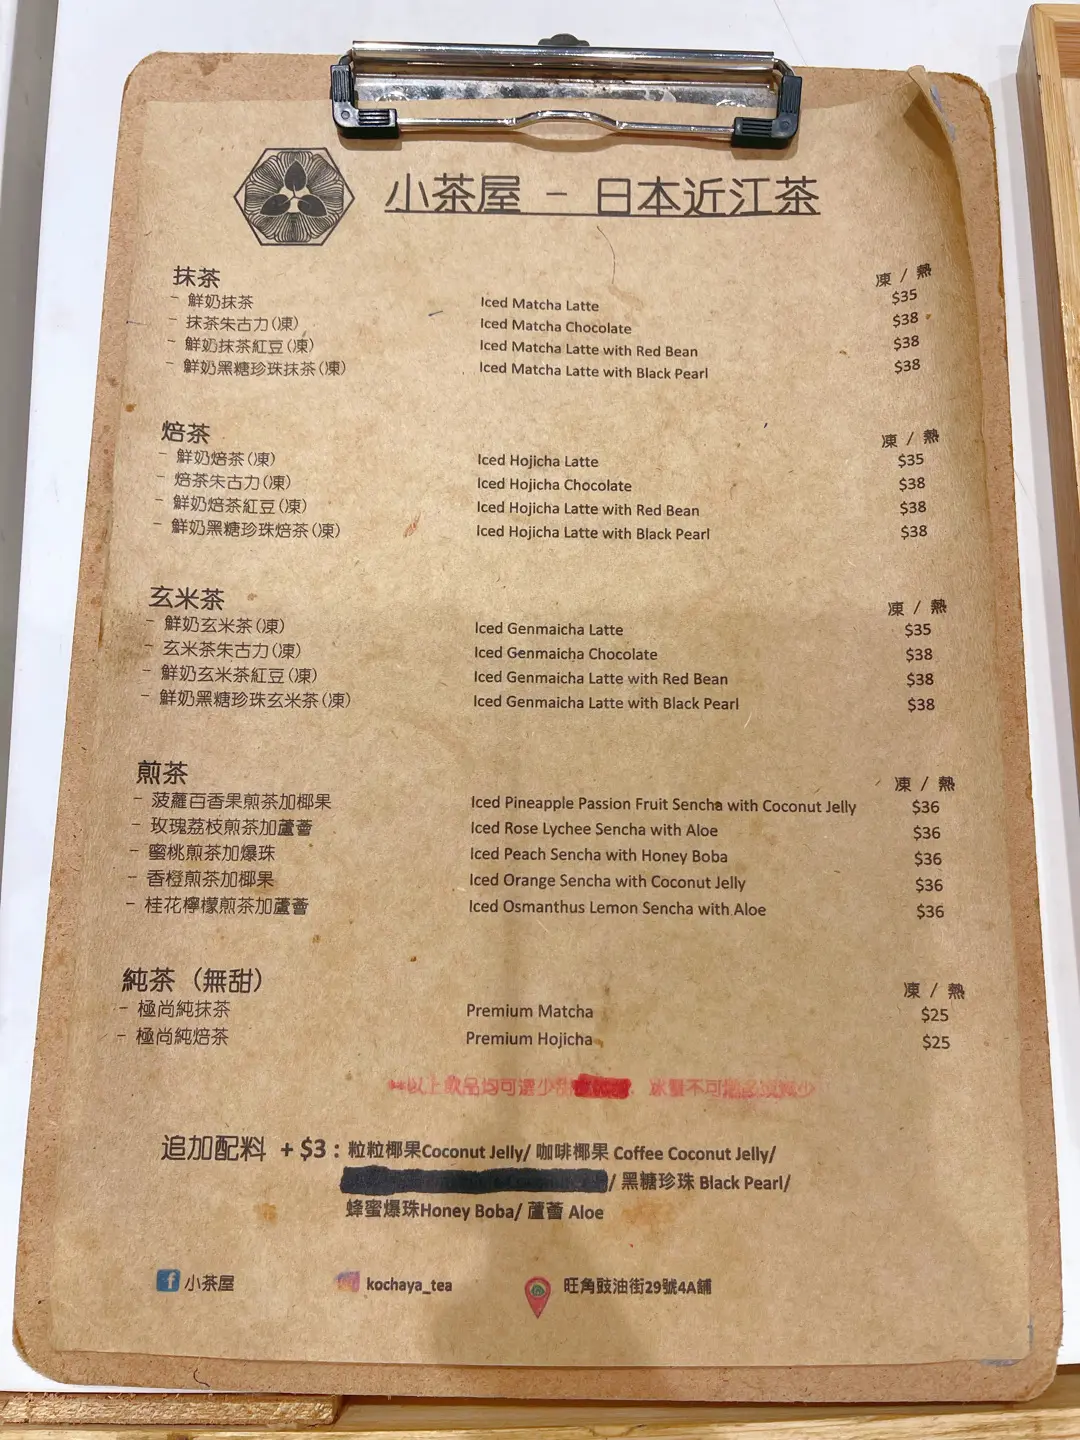 小茶屋 - 日本近江茶
抹茶 凍 / 熱
- 鮮奶抹茶 Iced Matcha Latte $35
- 抹茶朱古力(凍) Iced Matcha Chocolate $38
- 鮮奶抹茶紅豆(凍) Iced Matcha Latte with Red Bean $38
- 鮮奶黑糖珍珠抹茶(凍) Iced Matcha Latte with Black Pearl $38
焙茶 凍 / 熱
- 鮮奶焙茶(凍) Iced Hojicha Latte $35
- 焙茶朱古力(凍) Iced Hojicha Chocolate $38
- 鮮奶焙茶紅豆(凍) Iced Hojicha Latte with Red Bean $38
- 鮮奶黑糖珍珠焙茶(凍) Iced Hojicha Latte with Black Pearl $38
玄米茶 凍 / 熱
- 鮮奶玄米茶(凍) Iced Genmaicha Latte $35
- 玄米茶朱古力(凍) Iced Genmaicha Chocolate $38
- 鮮奶玄米茶紅豆(凍) Iced Genmaicha Latte with Red Bean $38
- 鮮奶黑糖珍珠玄米茶(凍) Iced Genmaicha Latte with Black Pearl $38
煎茶 凍 / 熱
- 菠蘿百香果煎茶加椰果 Iced Pineapple Passion Fruit Sencha with Coconut Jelly $36
- 玫瑰荔枝煎茶加蘆薈 Iced Rose Lychee Sencha with Aloe $36
- 蜜桃煎茶加爆珠 Iced Peach Sencha with Honey Boba $36
- 香橙煎茶加椰果 Iced Orange Sencha with Coconut Jelly $36
- 桂花檸檬煎茶加蘆薈 Iced Osmanthus Lemon Sencha with Aloe $36
純茶 (無甜) 凍 / 熱
- 極尚純抹茶 Premium Matcha $25
- 極尚純焙茶 Premium Hojicha $25
**以上飲品均可選少甜 冰量不可
追加配料 + $3 : 粒粒椰果Coconut Jelly/ 咖啡椰果 Coffee Coconut Jelly/
/ 黑糖珍珠 Black Pearl/
蜂蜜爆珠Honey Boba/ 蘆薈 Aloe
小茶屋 kochaya_tea 旺角豉油街29號4A舖